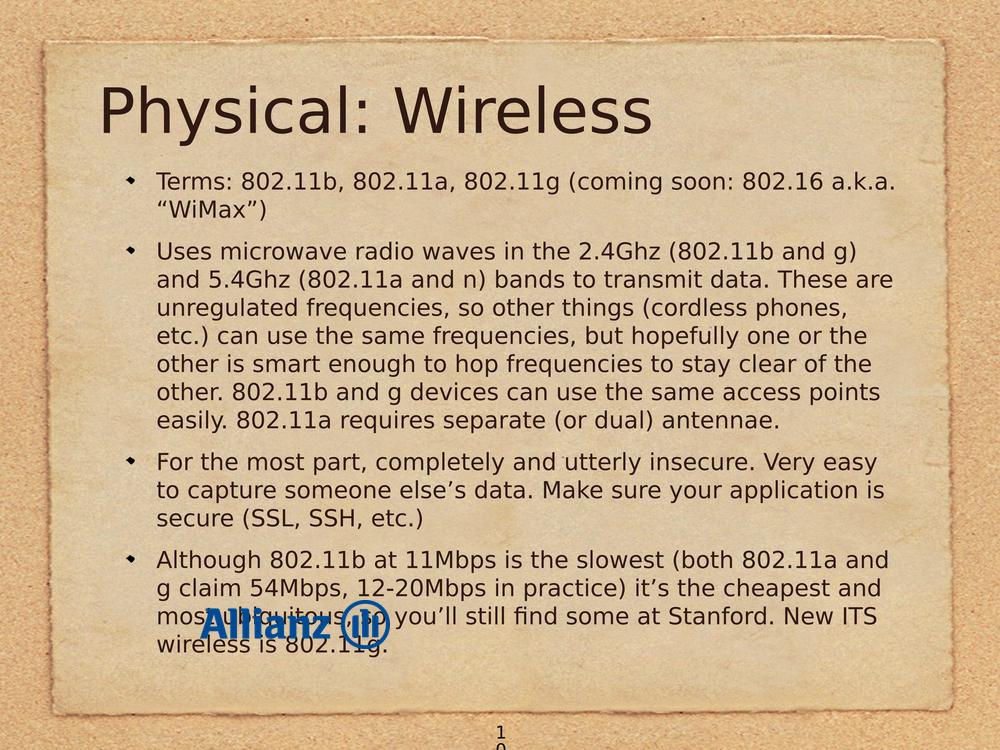 Physical: Wireless
Terms: 802.11b, 802.11a, 802.11g (coming soon: 802.16 a.k.a.
“WiMax”)
Uses microwave radio waves in the 2.4Ghz (802.11b and g)
and 5.4Ghz (802.11a and n) bands to transmit data. These are
unregulated frequencies, so other things (cordless phones,
etc.) can use the same frequencies, but hopefully one or the
other is smart enough to hop frequencies to stay clear of the
other. 802.11b and g devices can use the same access points
easily. 802.11a requires separate (or dual) antennae.
For the most part, completely and utterly insecure. Very easy
to capture someone else’s data. Make sure your application is
secure (SSL, SSH, etc.)
Although 802.11b at 11Mbps is the slowest (both 802.11a and
g claim 54Mbps, 12-20Mbps in practice) it’s the cheapest and
most ubiquitous, so you’ll still find some at Stanford. New ITS
Allianz
wireless is 802.11g.
1
0